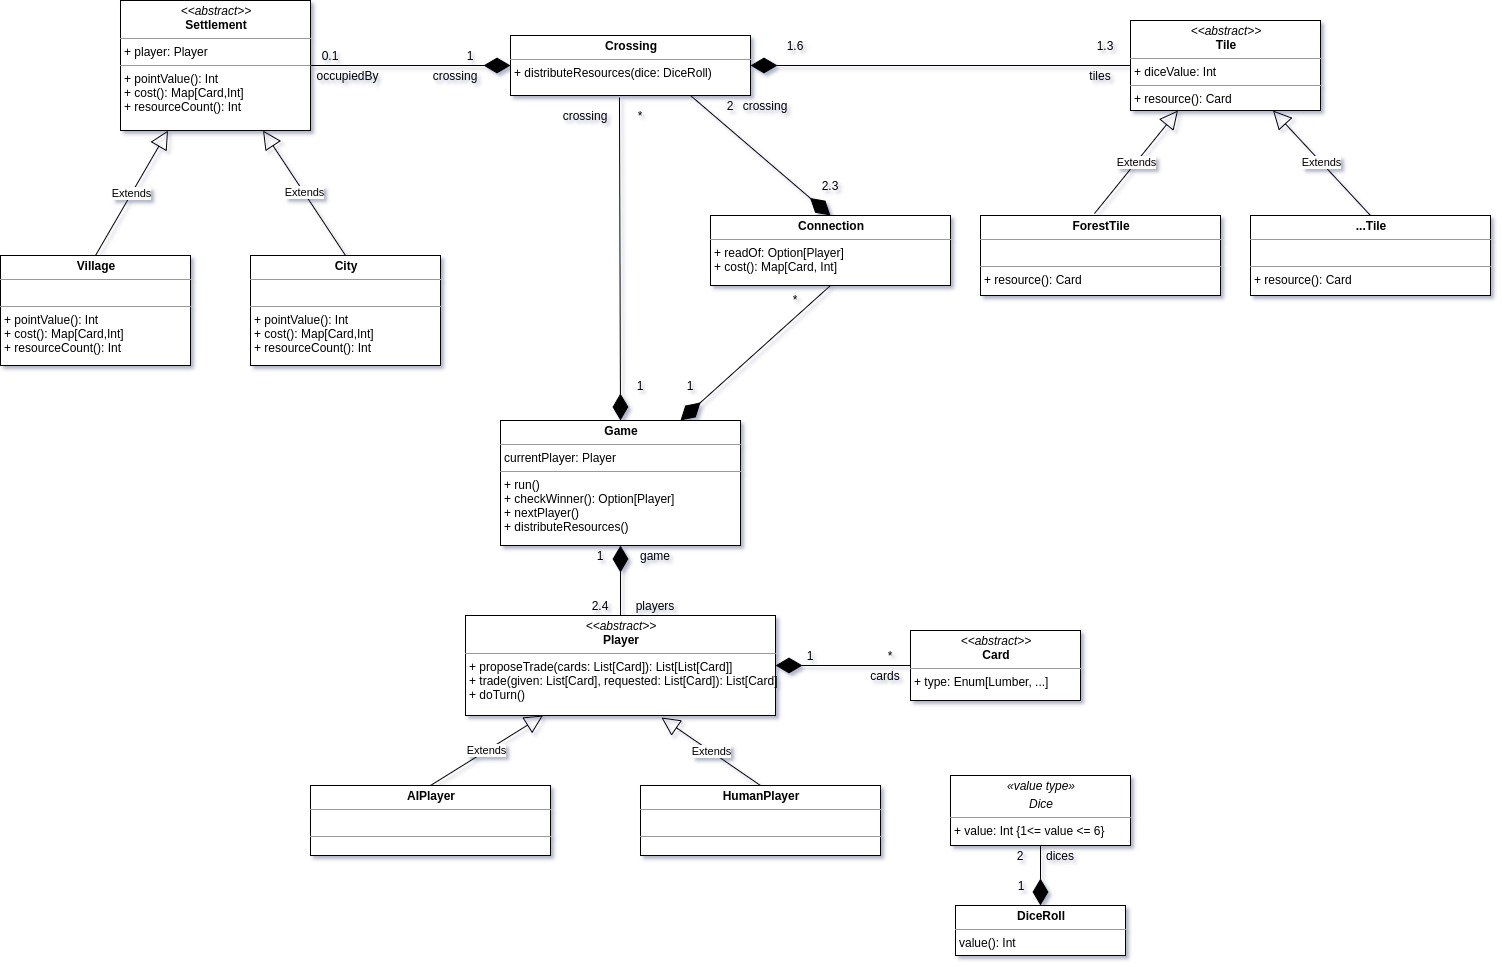 <<abstract>>
Settlement
+ player: Player
+ pointValue(): Int
+ cost(): Map[Card,Int]
+ resourceCount(): Int
0.1
occupiedBy
1
crossing
Crossing
+ distributeResources(dice: DiceRoll)
1.6
1.3
tiles
<<abstract>>
Tile
+ diceValue: Int
+ resource(): Card
crossing
*
2
crossing
2.3
Extends
Extends
Extends
Extends
Village
+ pointValue(): Int
+ cost(): Map[Card,Int]
+ resourceCount(): Int
City
+ pointValue(): Int
+ cost(): Map[Card,Int]
+ resourceCount(): Int
Connection
+ readOf: Option[Player]
+ cost(): Map[Card, Int]
ForestTile
+ resource(): Card
...Tile
+ resource(): Card
*
1
1
Game
currentPlayer: Player
+ run()
+ checkWinner(): Option[Player]
+ nextPlayer()
+ distributeResources()
1
game
2.4
players
<<abstract>>
Player
+ proposeTrade(cards: List[Card]): List[List[Card]]
+ trade(given: List[Card], requested: List[Card]): List[Card]
+ doTurn()
1
*
cards
<<abstract>>
Card
+ type: Enum[Lumber, ...]
Extends
Extends
AIPlayer
HumanPlayer
«value type»
Dice
+ value: Int {1<= value <= 6}
2
dices
1
DiceRoll
value(): Int